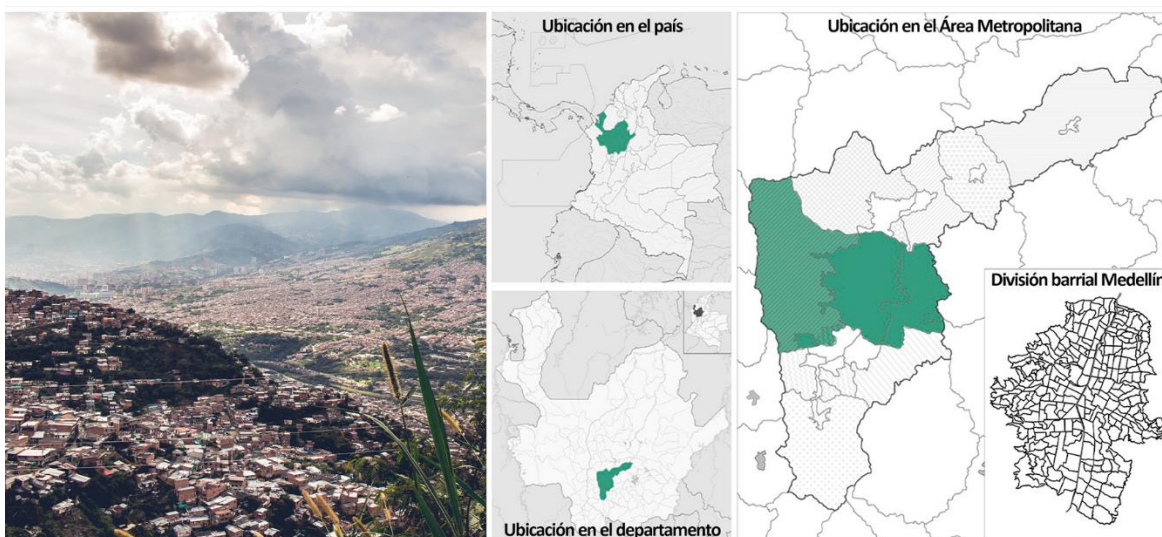 Ubicación en el país
Ubicación en el departamento
Ubicación en el Área Metropolitana
División barrial Medellín